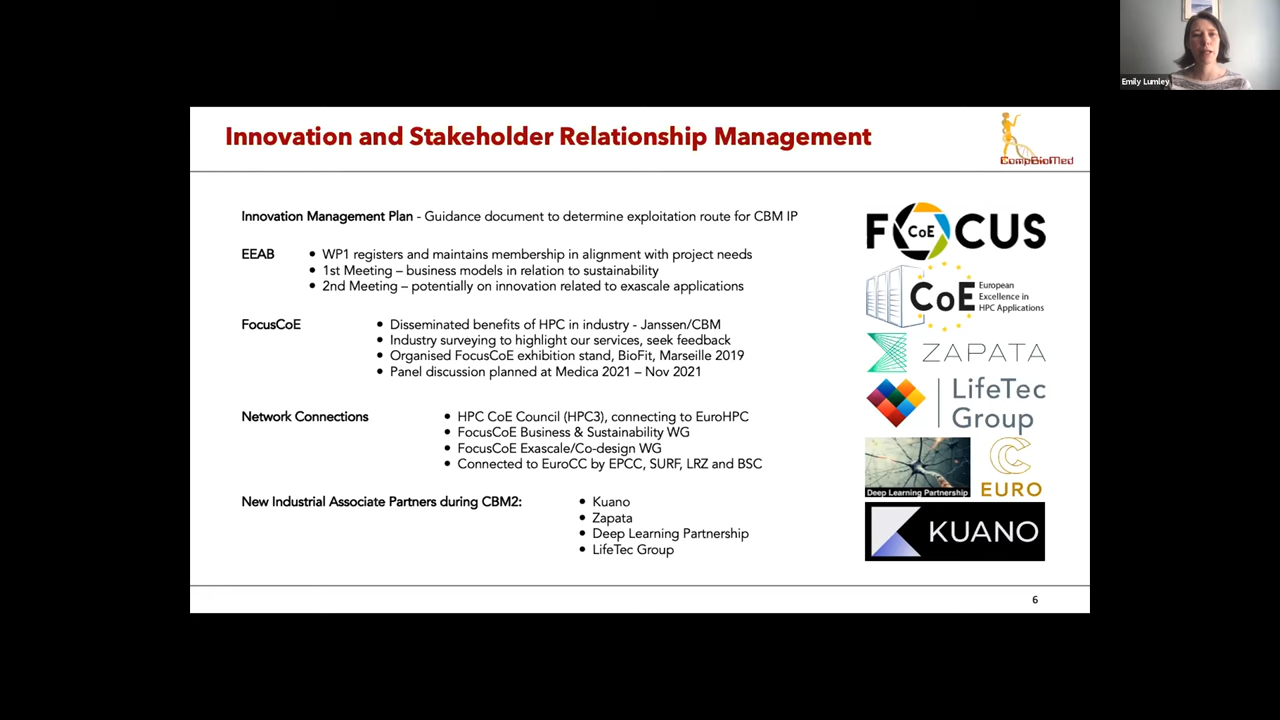 Emily Lumley
Innovation and Stakeholder Relationship Management
CompBioMed
Innovation Management Plan - Guidance document to determine exploitation route for CBM IP
EEAB
• WP1 registers and maintains membership in alignment with project needs
• 1st Meeting – business models in relation to sustainability
• 2nd Meeting – potentially on innovation related to exascale applications
FocusCoE
• Disseminated benefits of HPC in industry - Janssen/CBM
• Industry surveying to highlight our services, seek feedback
• Organised FocusCoE exhibition stand, BioFit, Marseille 2019
• Panel discussion planned at Medica 2021 – Nov 2021
Network Connections
• HPC CoE Council (HPC3), connecting to EuroHPC
• FocusCoE Business & Sustainability WG
• FocusCoE Exascale/Co-design WG
• Connected to EuroCC by EPCC, SURF, LRZ and BSC
New Industrial Associate Partners during CBM2:
• Kuano
• Zapata
• Deep Learning Partnership
• LifeTec Group
FOCUS
CoE
CoE
European
Excellence in
HPC Applications
ZAPATA
LifeTec
Group
Deep Learning Partnership
EURO
KUANO
6